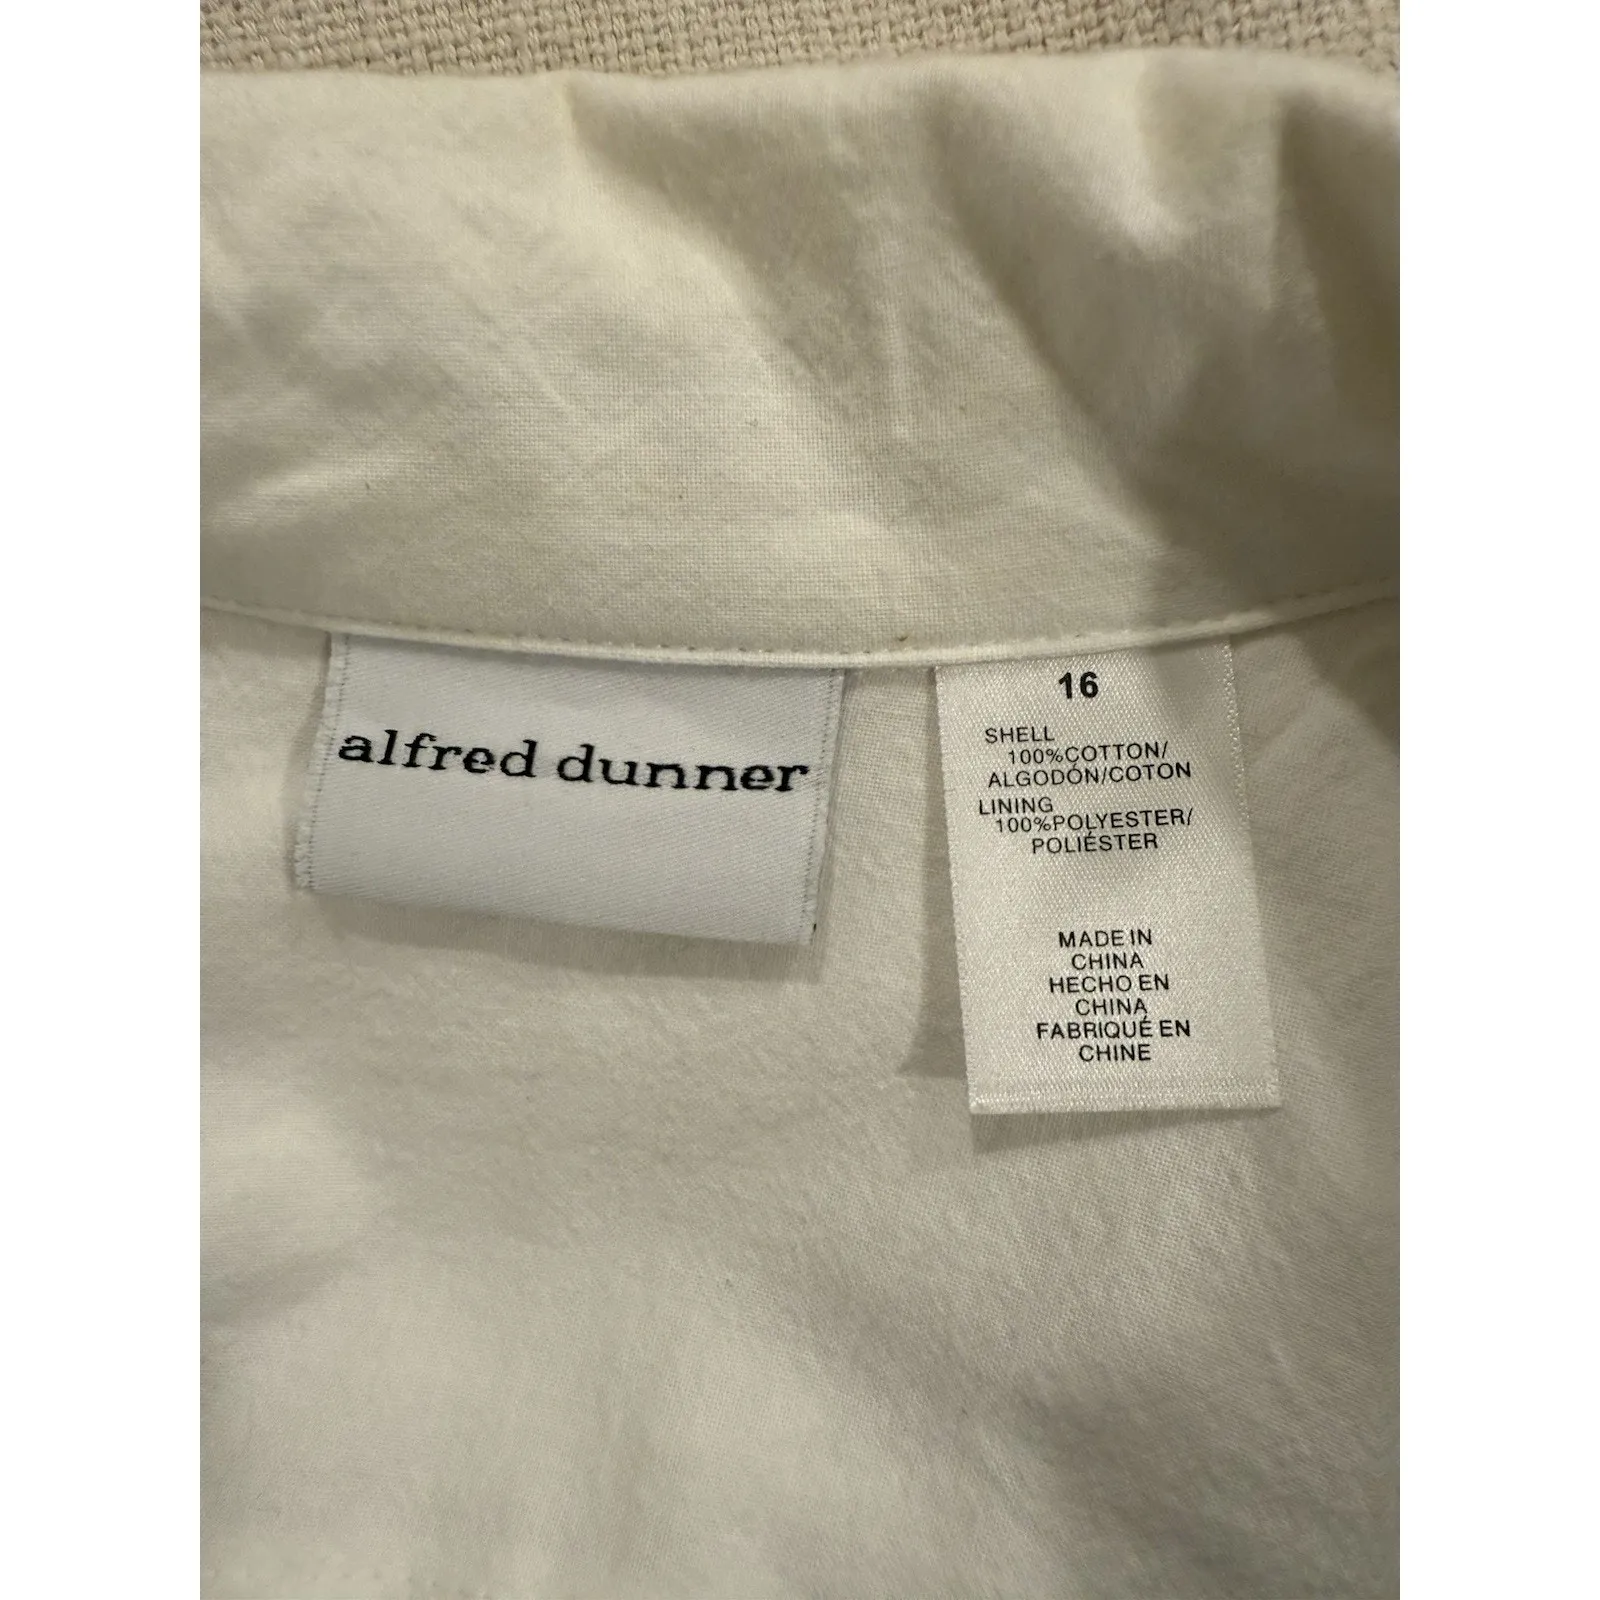 alfred dunner
16
SHELL
100%COTTON/
ALGODÓN/COTON
LINING
100%POLYESTER/
POLIÉSTER
MADE IN
CHINA
HECHO EN
CHINA
FABRIQUÉ EN
CHINE